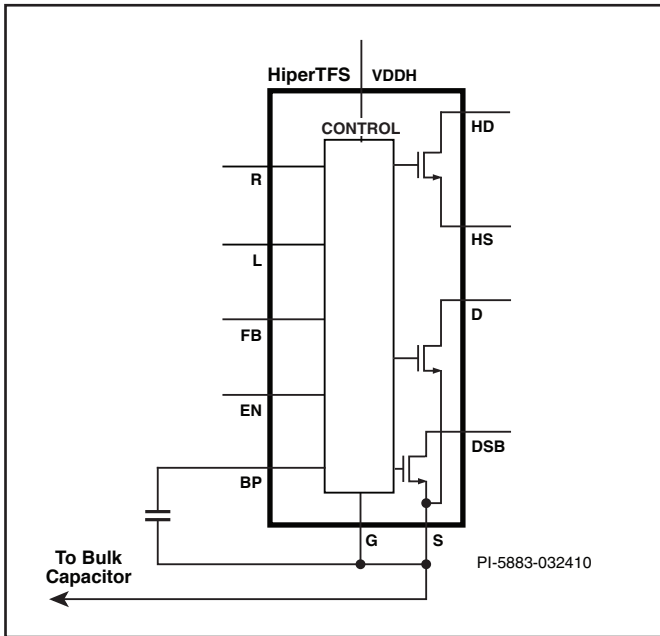 HiperTFS VDDH
CONTROL
HD
R
HS
L
D
FB
EN
DSB
BP
G S
To Bulk
Capacitor
PI-5883-032410